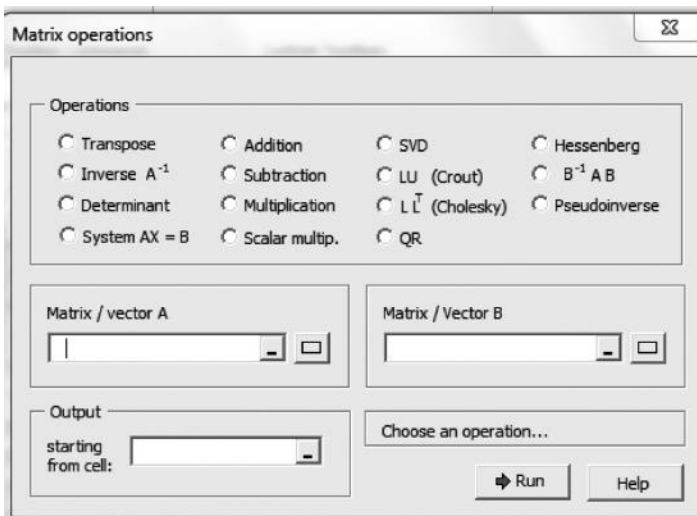 Matrix operations
Operations
Transpose
Addition
SVD
Hessenberg
Inverse A⁻¹
Subtraction
LU (Crout)
B⁻¹ A B
Determinant
Multiplication
L Lᵀ (Cholesky)
Pseudoinverse
System AX = B
Scalar multip.
QR
Matrix / vector A
Matrix / Vector B
Output
starting
from cell:
Choose an operation...
Run
Help